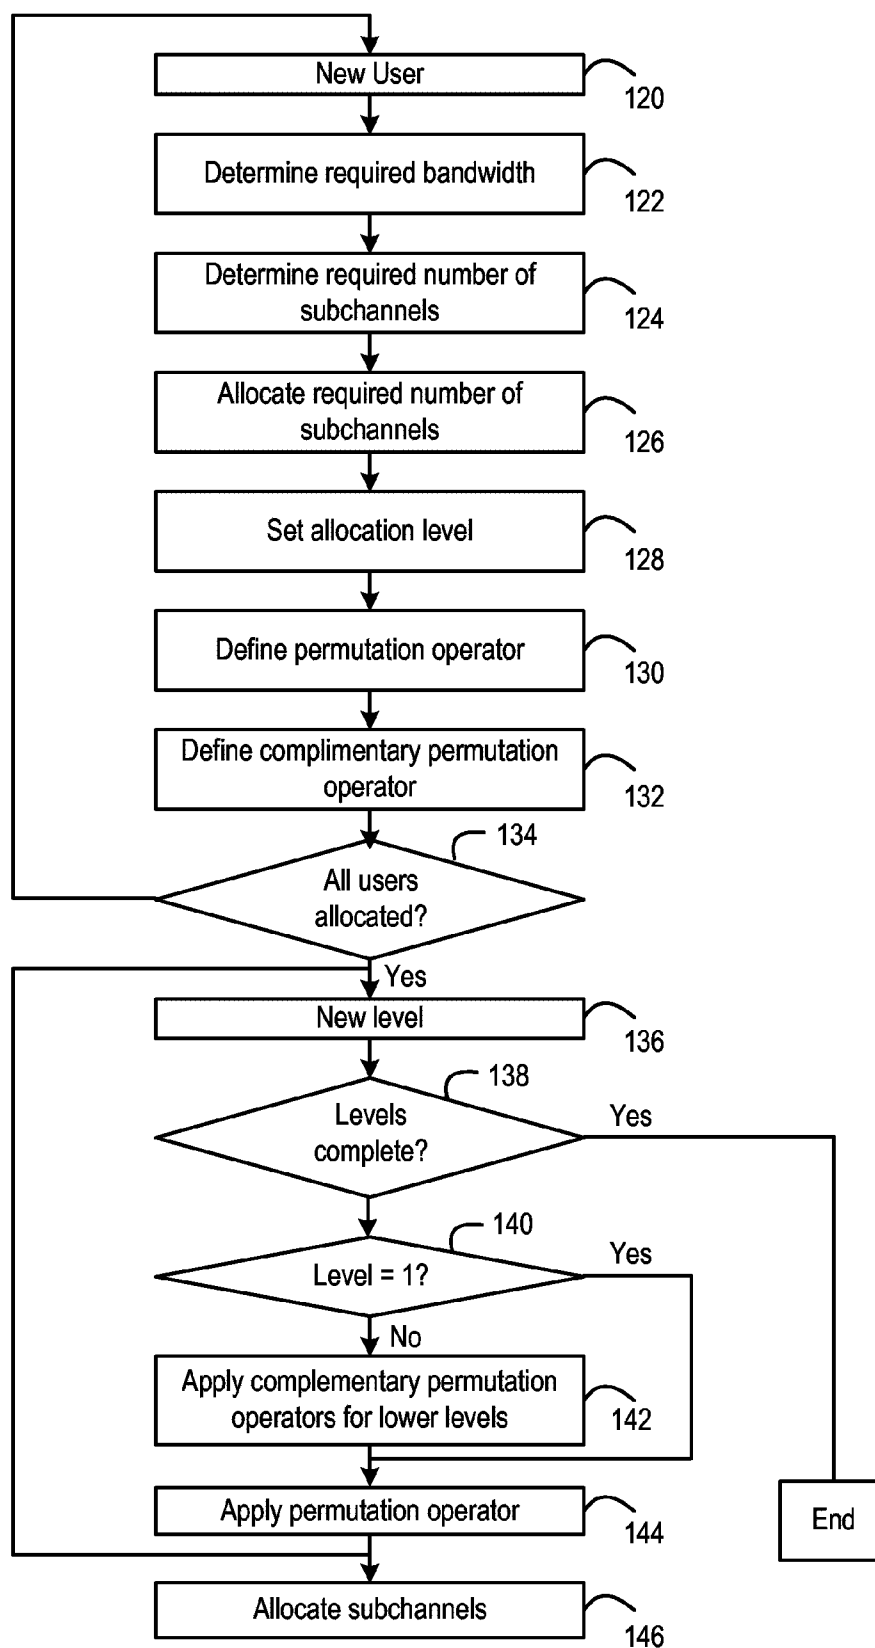 New User
120
Determine required bandwidth
122
Determine required number of
subchannels
124
Allocate required number of
subchannels
126
Set allocation level
128
Define permutation operator
130
Define complimentary permutation
operator
132
134
All users
allocated?
Yes
New level
136
138
Levels
complete?
Yes
140
Level = 1?
Yes
No
Apply complementary permutation
operators for lower levels
142
Apply permutation operator
144
End
Allocate subchannels
146